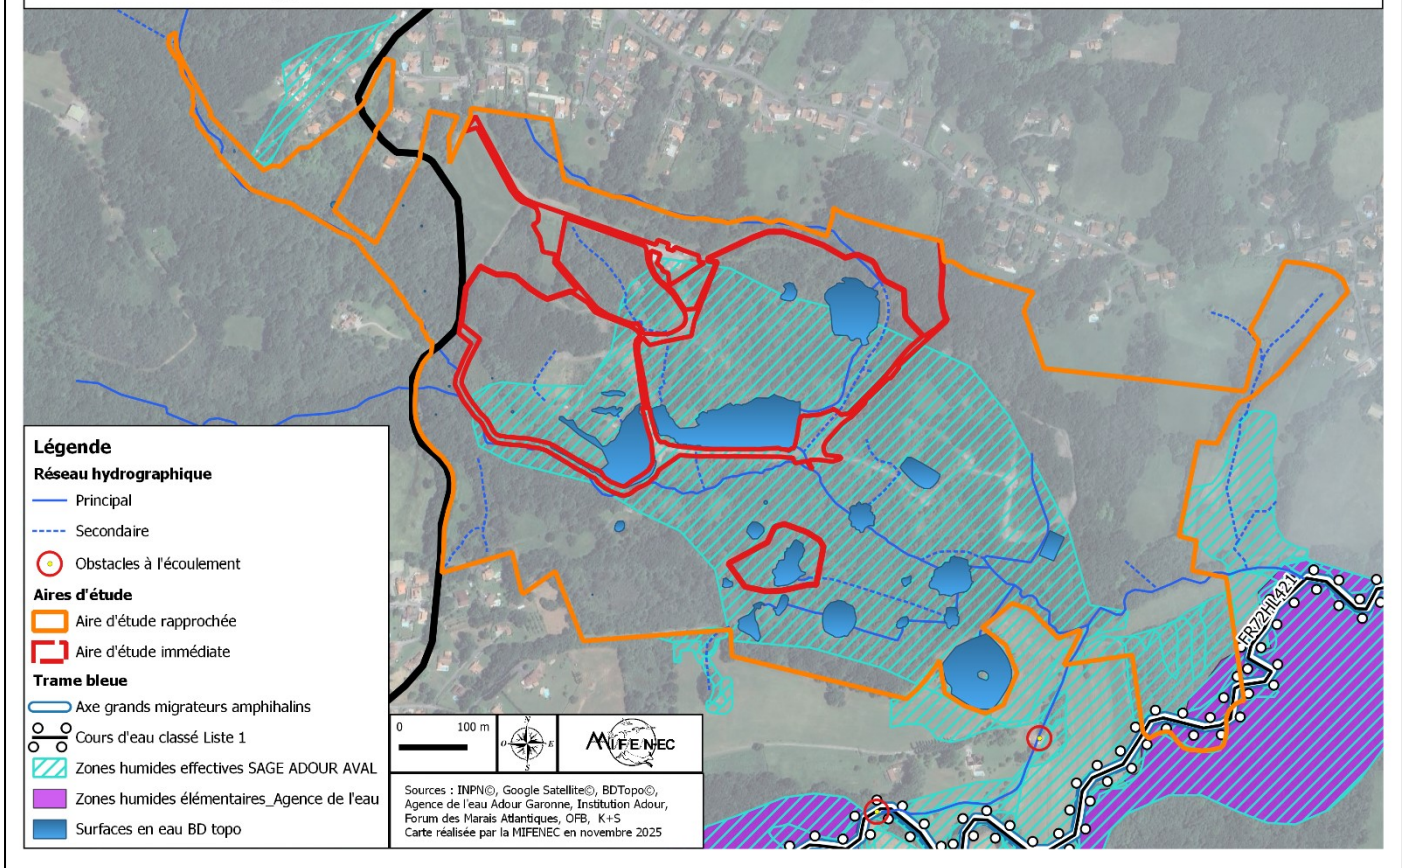 FR72HL421
Légende
Réseau hydrographique
Principal
Secondaire
Obstacles à l'écoulement
Aires d'étude
Aire d'étude rapprochée
Aire d'étude immédiate
Trame bleue
Axe grands migrateurs amphihalins
Cours d'eau classé Liste 1
Zones humides effectives SAGE ADOUR AVAL
Zones humides élémentaires_Agence de l'eau
Surfaces en eau BD topo
0 100 m
N
O E
S
MIFENEC
Sources : INPN©, Google Satellite©, BDTopo©,
Agence de l'eau Adour Garonne, Institution Adour,
Forum des Marais Atlantiques, OFB, K+S
Carte réalisée par la MIFENEC en novembre 2025